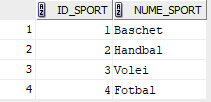 ID_SPORT NUME_SPORT
1 1 Baschet
2 2 Handbal
3 3 Volei
4 4 Fotbal